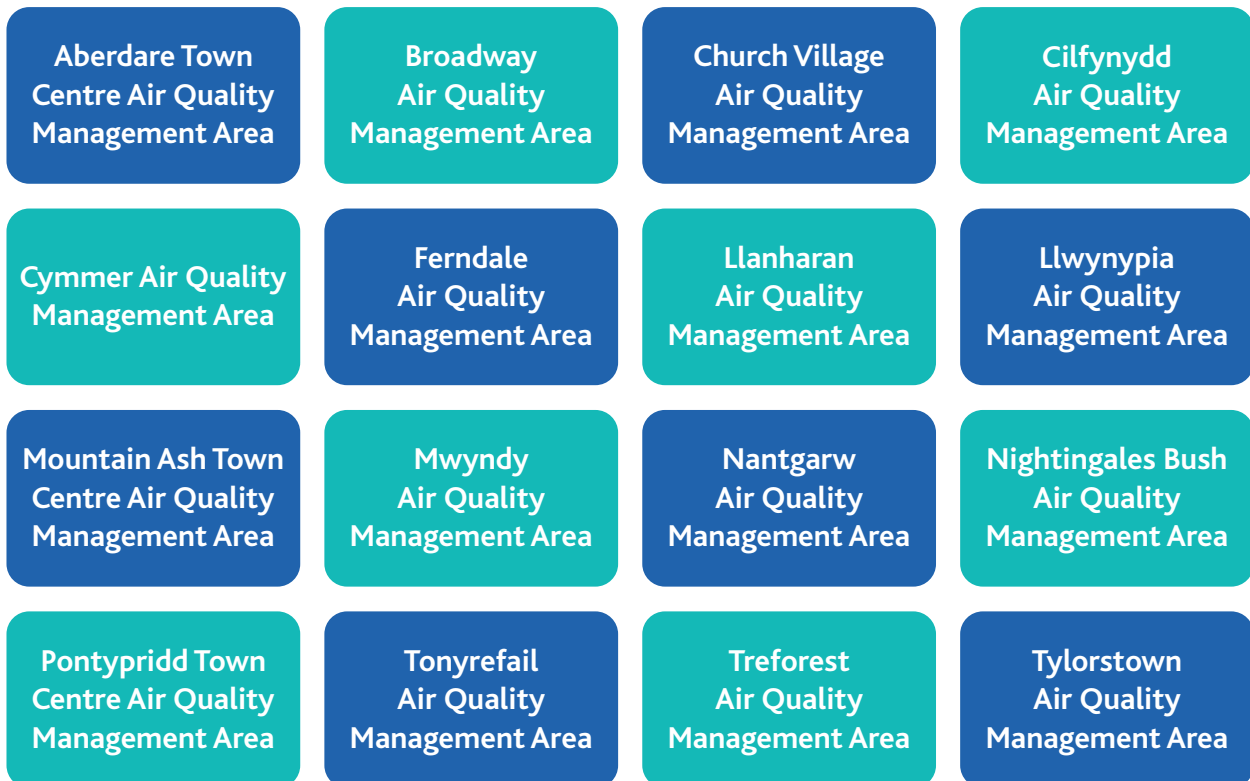 Aberdare Town
Centre Air Quality
Management Area
Broadway
Air Quality
Management Area
Church Village
Air Quality
Management Area
Cilfynydd
Air Quality
Management Area
Cymmer Air Quality
Management Area
Ferndale
Air Quality
Management Area
Llanharan
Air Quality
Management Area
Llwynypia
Air Quality
Management Area
Mountain Ash Town
Centre Air Quality
Management Area
Mwyndy
Air Quality
Management Area
Nantgarw
Air Quality
Management Area
Nightingales Bush
Air Quality
Management Area
Pontypridd Town
Centre Air Quality
Management Area
Tonyrefail
Air Quality
Management Area
Treforest
Air Quality
Management Area
Tylorstown
Air Quality
Management Area